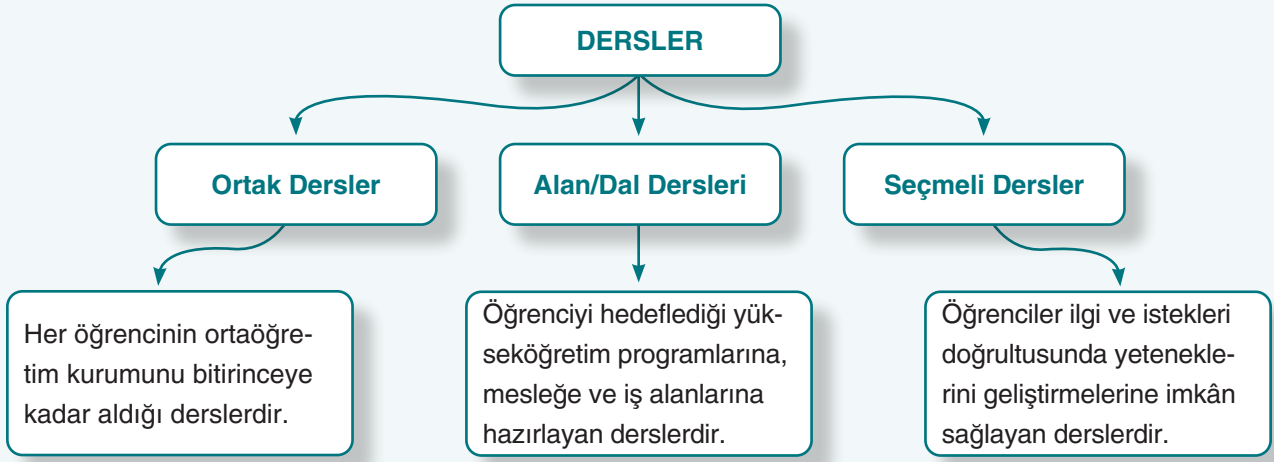 DERSLER
Ortak Dersler
Alan/Dal Dersleri
Seçmeli Dersler
Her öğrencinin ortaöğre-
tim kurumunu bitirinceye
kadar aldığı derslerdir.
Öğrenciyi hedeflediği yük-
seköğretim programlarına,
mesleğe ve iş alanlarına
hazırlayan derslerdir.
Öğrenciler ilgi ve istekleri
doğrultusunda yetenekle-
rini geliştirmelerine imkân
sağlayan derslerdir.